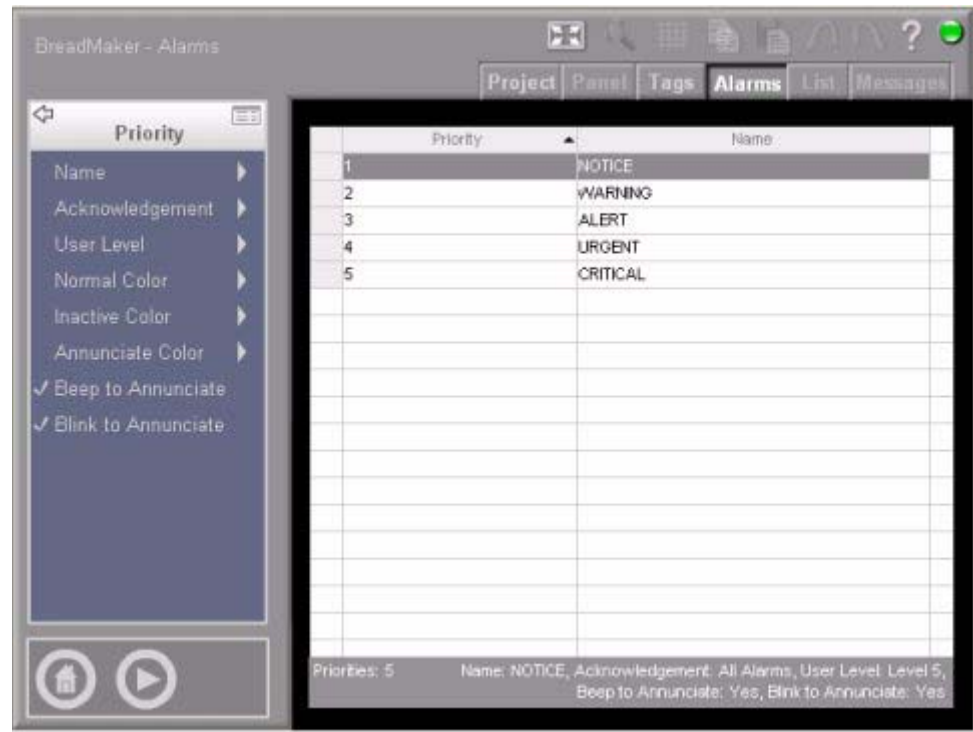 BreadMaker - Alarms
?
Project Panel Tags Alarms List Messages
Priority
Name
Acknowledgement
User Level
Normal Color
Inactive Color
Annunciate Color
Beep to Annunciate
Blink to Annunciate
Priority Name
1 NOTICE
2 WARNING
3 ALERT
4 URGENT
5 CRITICAL
Priorities: 5 Name: NOTICE, Acknowledgement: All Alarms, User Level: Level 5,
Beep to Annunciate: Yes, Blink to Annunciate: Yes